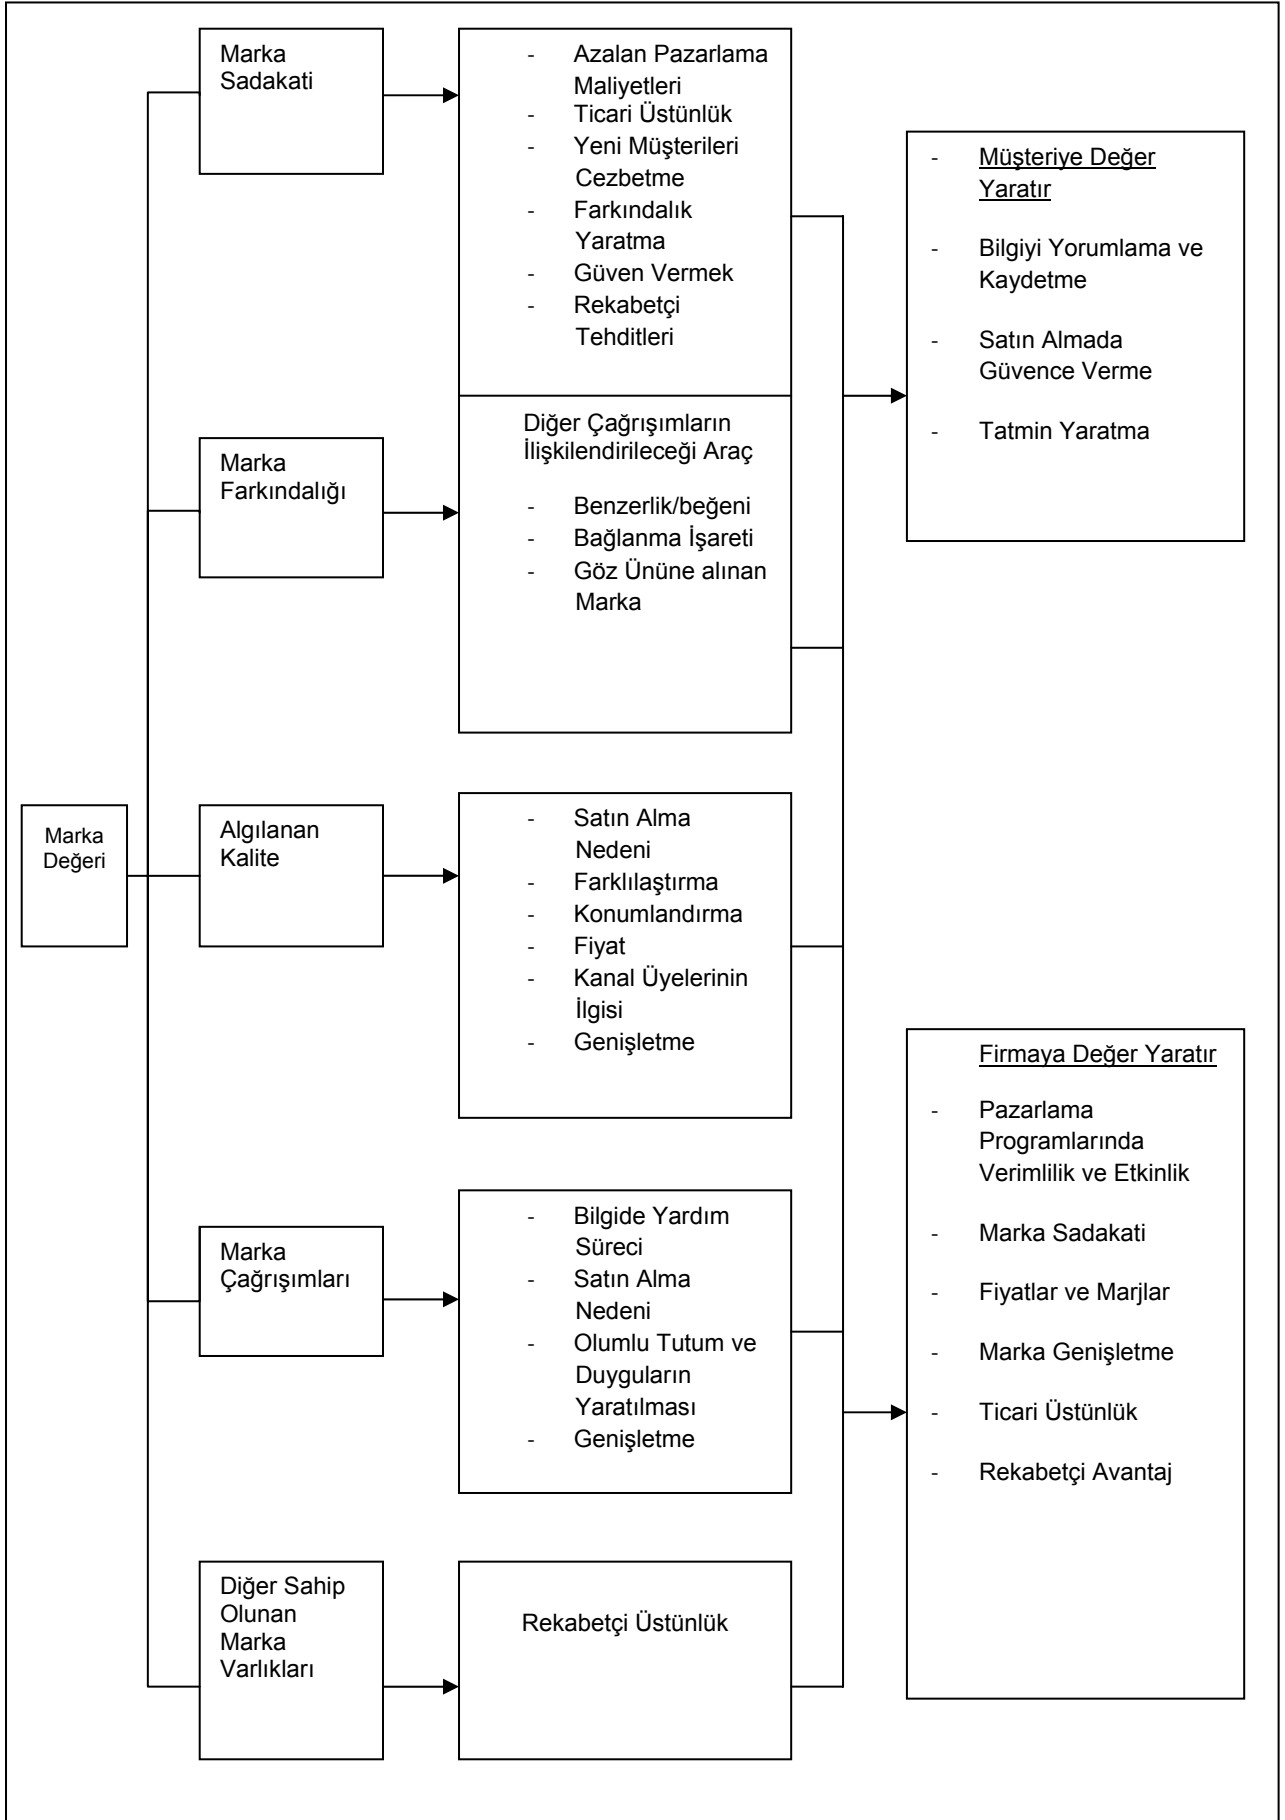 Marka
Sadakati
- Azalan Pazarlama
Maliyetleri
- Ticari Üstünlük
- Yeni Müşterileri
Cezbetme
- Farkındalık
Yaratma
- Güven Vermek
- Rekabetçi
Tehditleri
- Müşteriye Değer
Yaratır
- Bilgiyi Yorumlama ve
Kaydetme
- Satın Almada
Güvence Verme
- Tatmin Yaratma
Marka
Farkındalığı
Diğer Çağrışımların
İlişkilendirileceği Araç
- Benzerlik/beğeni
- Bağlanma İşareti
- Göz Ününe alınan
Marka
Marka
Değeri
Algılanan
Kalite
- Satın Alma
Nedeni
- Farklılaştırma
- Konumlandırma
- Fiyat
- Kanal Üyelerinin
İlgisi
- Genişletme
Firmaya Değer Yaratır
- Pazarlama
Programlarında
Verimlilik ve Etkinlik
- Marka Sadakati
- Fiyatlar ve Marjlar
- Marka Genişletme
- Ticari Üstünlük
- Rekabetçi Avantaj
Marka
Çağrışımları
- Bilgide Yardım
Süreci
- Satın Alma
Nedeni
- Olumlu Tutum ve
Duyguların
Yaratılması
- Genişletme
Diğer Sahip
Olunan
Marka
Varlıkları
Rekabetçi Üstünlük